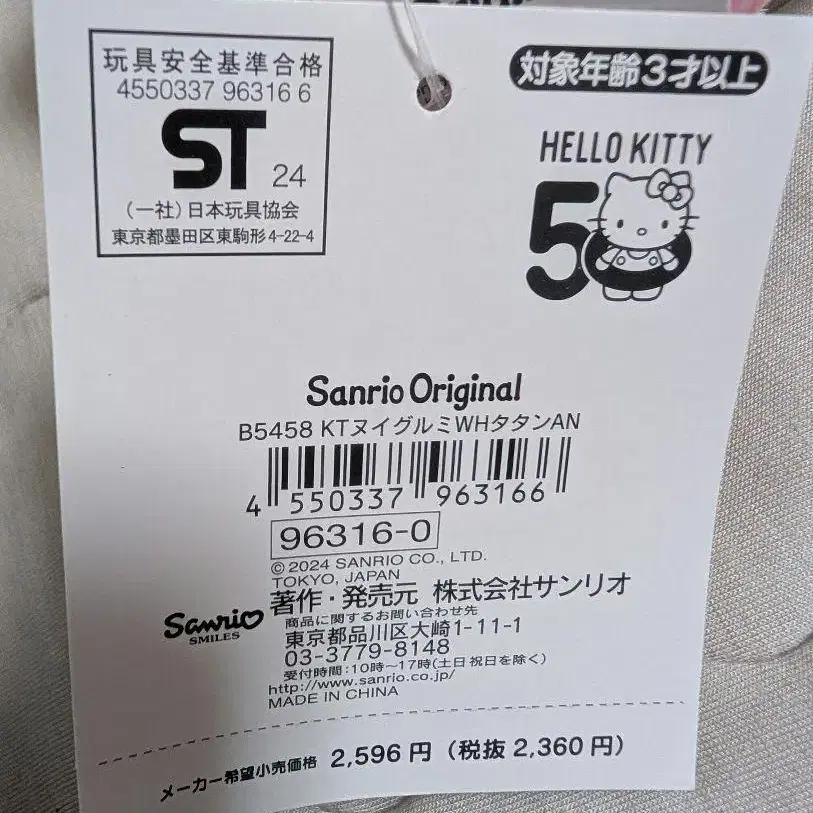 玩具安全基準合格
4550337 96316 6
ST 24
(一社)日本玩具協会
東京都墨田区東駒形4-22-4
対象年齢3才以上
HELLO KITTY
50
Sanrio Original
B5458 KTヌイグルミWHタタンAN
4 550337 963166
96316-0
©2024 SANRIO CO., LTD.
TOKYO, JAPAN
著作・発売元 株式会社サンリオ
Sanrio
SMILES
商品に関するお問い合わせ先
東京都品川区大崎1-11-1
03-3779-8148
受付時間:10時〜17時(土日祝日を除く)
http://www.sanrio.co.jp/
MADE IN CHINA
メーカー希望小売価格 2,596円(税抜2,360円)